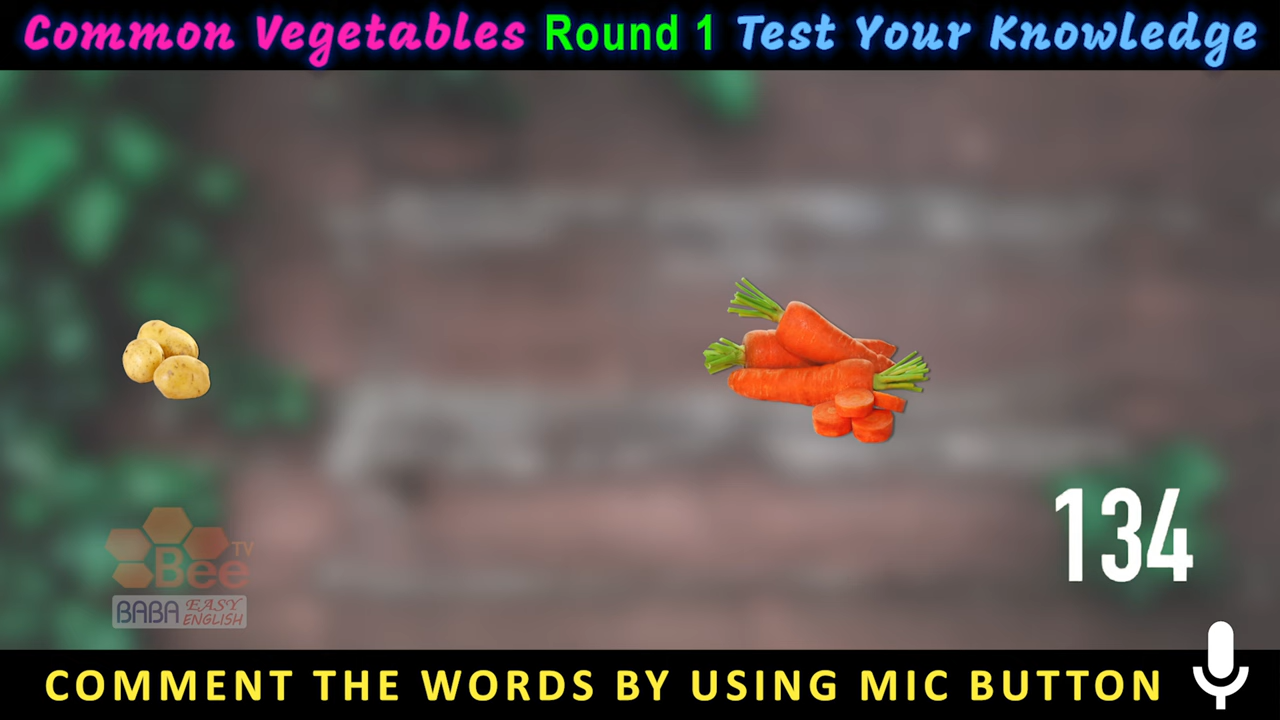 Common Vegetables Round 1 Test Your Knowledge
Bee TV
BABA EASY ENGLISH
134
COMMENT THE WORDS BY USING MIC BUTTON